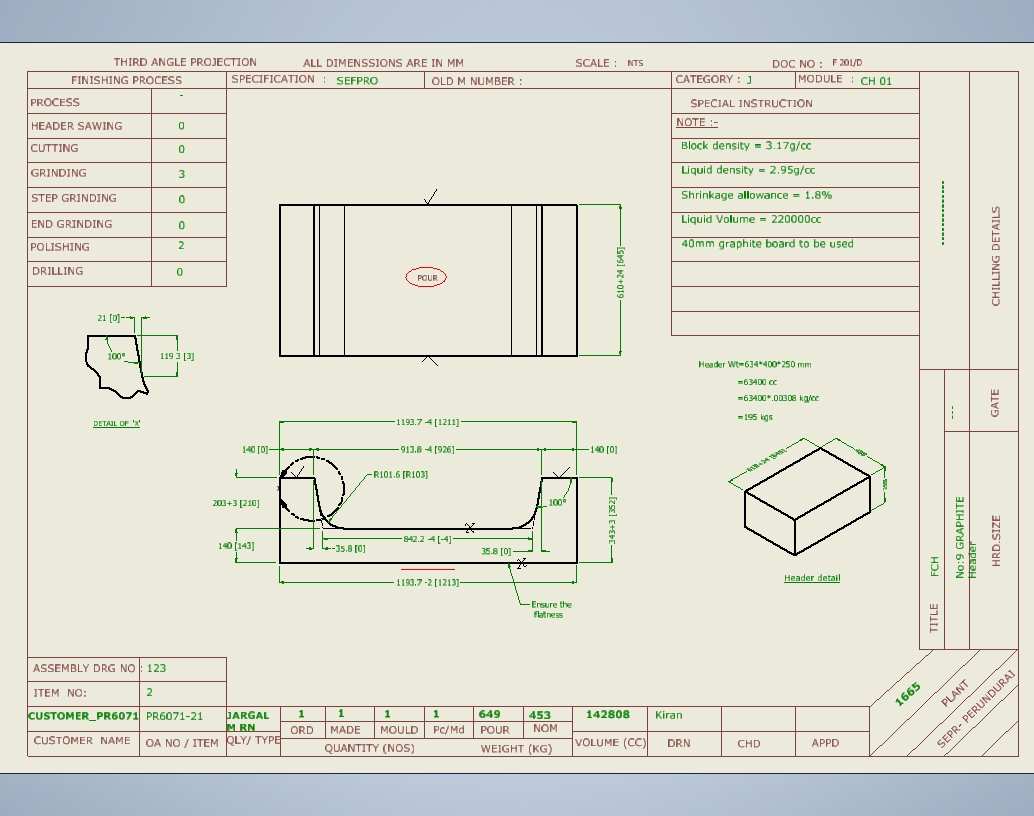 THIRD ANGLE PROJECTION ALL DIMENSSIONS ARE IN MM SCALE : NTS DOC NO : F 201/D
FINISHING PROCESS SPECIFICATION : SEFPRO OLD M NUMBER : CATEGORY : J MODULE : CH 01
PROCESS -
HEADER SAWING 0
CUTTING 0
GRINDING 3
STEP GRINDING 0
END GRINDING 0
POLISHING 2
DRILLING 0
SPECIAL INSTRUCTION
NOTE :-
Block density = 3.17g/cc
Liquid density = 2.95g/cc
Shrinkage allowance = 1.8%
Liquid Volume = 220000cc
40mm graphite board to be used
CHILLING DETAILS
POUR
610+24 [645]
21 [0]
100°
119.3 [3]
DETAIL OF 'X'
Header Wt=634*400*250 mm
=63400 cc
=63400*.00308 kg/cc
=195 kgs
GATE
---
1193.7 -4 [1211]
140 [0] 913.8 -4 [926] 140 [0]
R101.6 [R103]
203+3 [210]
100°
343+3 [352]
140 [143]
842.2 -4 [-4]
35.8 [0] 35.8 [0]
1193.7 -2 [1213]
Ensure the
flatness
Header detail
TITLE FCH
No:9 GRAPHITE
Header
HRD.SIZE
ASSEMBLY DRG NO : 123
ITEM NO: 2
CUSTOMER_PR6071 PR6071-21 JARGAL
M RN
1 1 1 1 649 453 142808 Kiran
ORD MADE MOULD Pc/Md POUR NOM
CUSTOMER NAME OA NO / ITEM QLY/ TYPE QUANTITY (NOS) WEIGHT (KG) VOLUME (CC) DRN CHD APPD
1665
PLANT
SEPR- PERUNDURAI